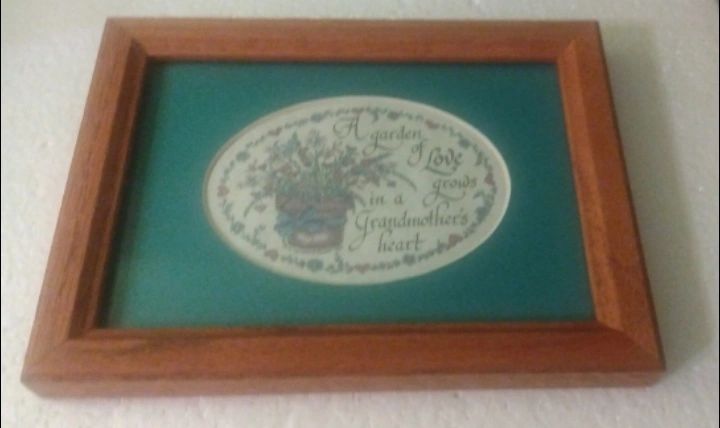 A garden
of Love
grows
in a
Grandmother's
heart